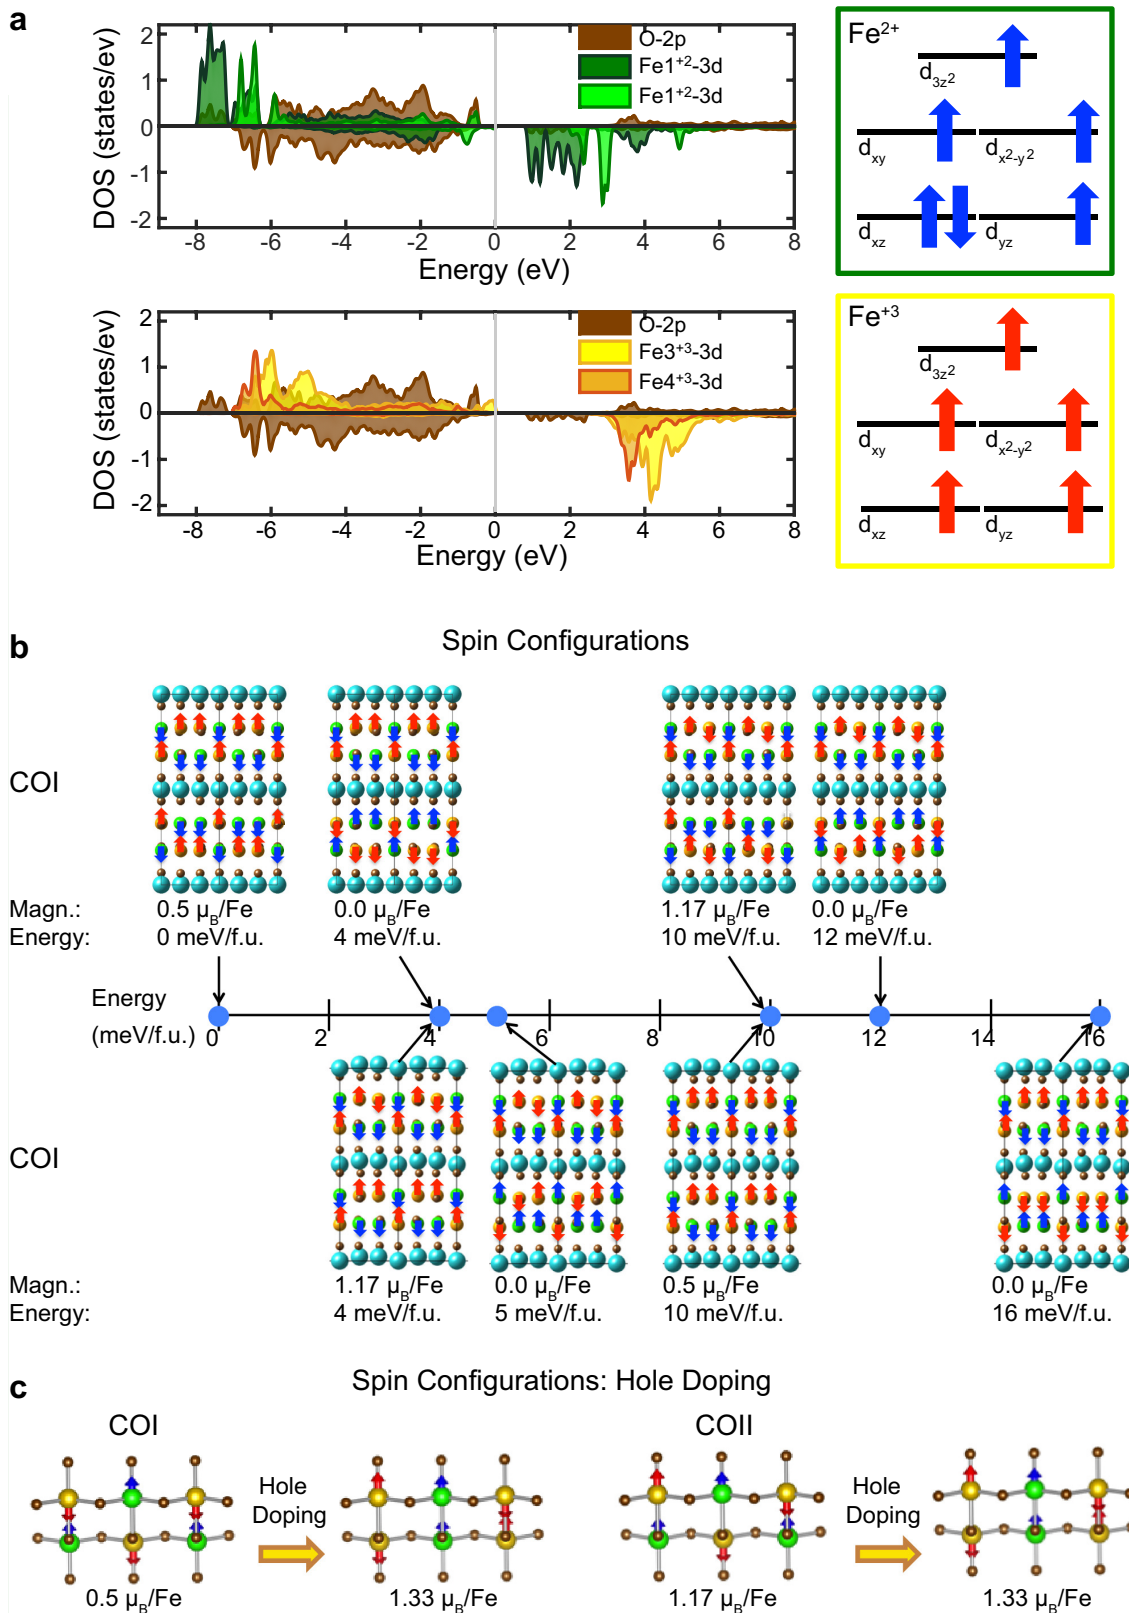 a
DOS (states/ev)
2
1
0
-1
-2
O-2p
Fe1⁺²-3d
Fe1⁺²-3d
-8 -6 -4 -2 0 2 4 6 8
Energy (eV)
Fe²⁺
d₃z²
dxy dx²-y²
dxz dyz
DOS (states/ev)
2
1
0
-1
-2
O-2p
Fe3⁺³-3d
Fe4⁺³-3d
-8 -6 -4 -2 0 2 4 6 8
Energy (eV)
Fe⁺³
d₃z²
dxy dx²-y²
dxz dyz
b
Spin Configurations
COI
Magn.: 0.5 μB/Fe 0.0 μB/Fe 1.17 μB/Fe 0.0 μB/Fe
Energy: 0 meV/f.u. 4 meV/f.u. 10 meV/f.u. 12 meV/f.u.
Energy
(meV/f.u.) 0 2 4 6 8 10 12 14 16
COI
Magn.: 1.17 μB/Fe 0.0 μB/Fe 0.5 μB/Fe 0.0 μB/Fe
Energy: 4 meV/f.u. 5 meV/f.u. 10 meV/f.u. 16 meV/f.u.
c
Spin Configurations: Hole Doping
COI COII
Hole
Doping
Hole
Doping
0.5 μB/Fe 1.33 μB/Fe 1.17 μB/Fe 1.33 μB/Fe